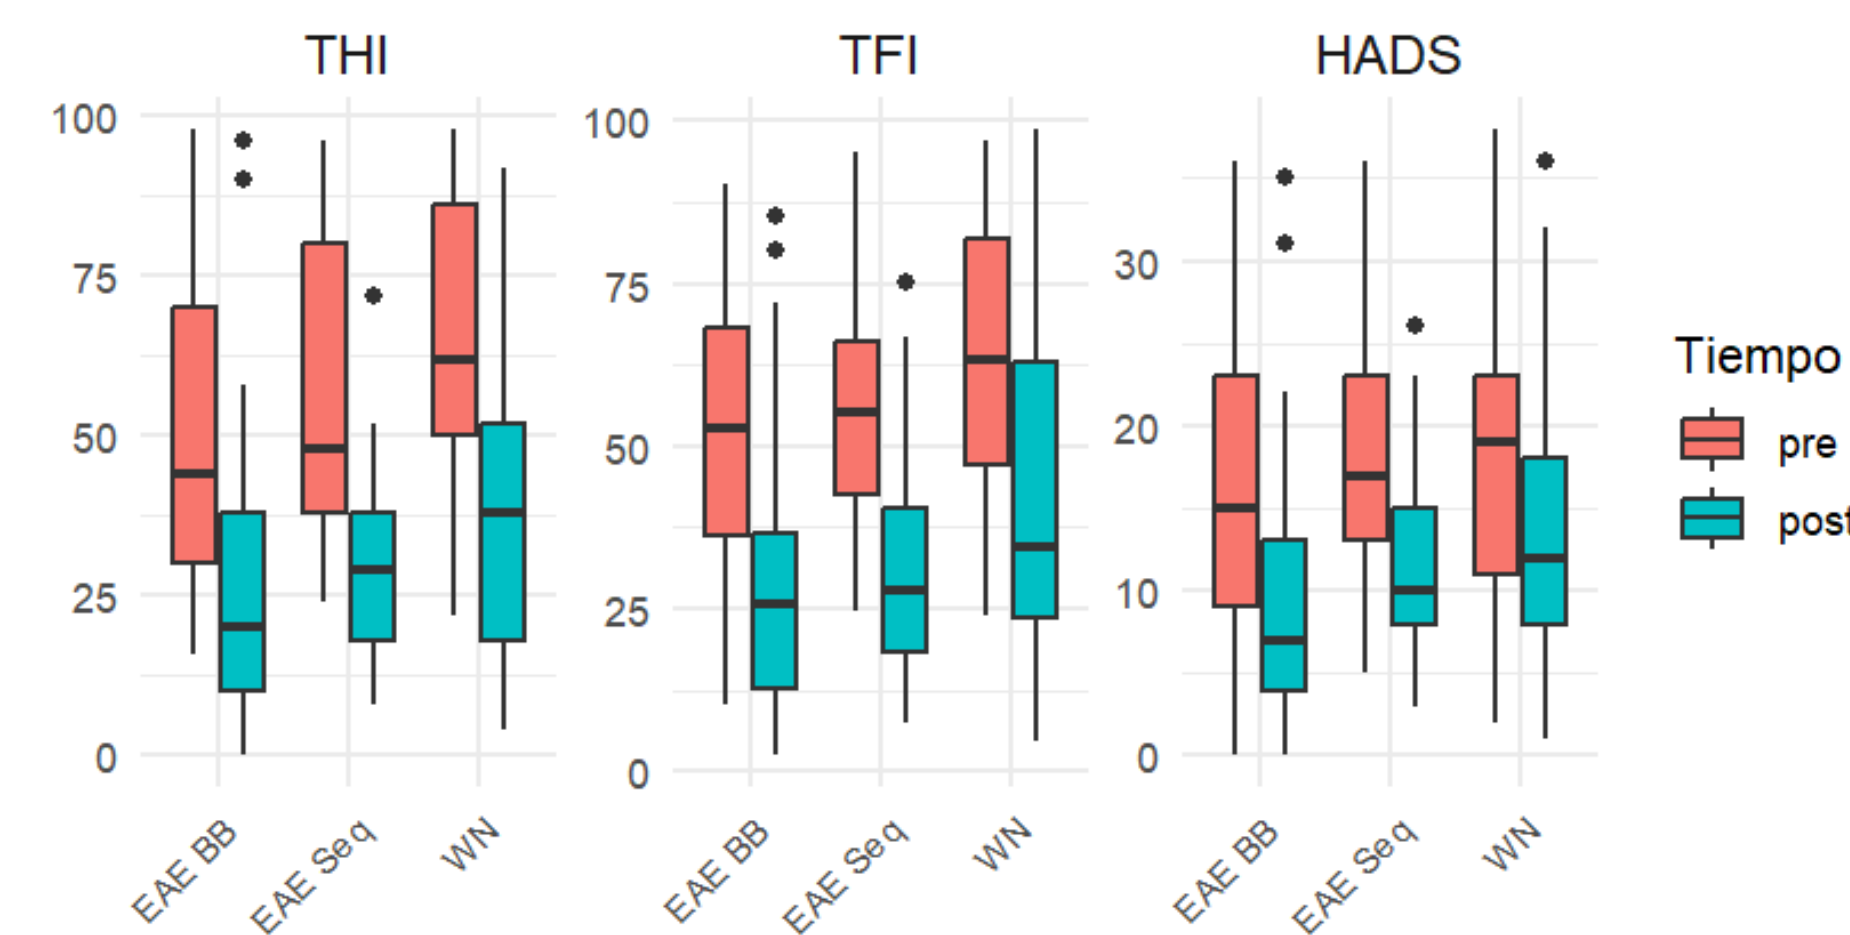 THI TFI HADS
100
75
50
25
0
100
75
50
25
0
30
20
10
0
EAE BB
EAE Seq
WN
EAE BB
EAE Seq
WN
EAE BB
EAE Seq
WN
Tiempo
pre
post